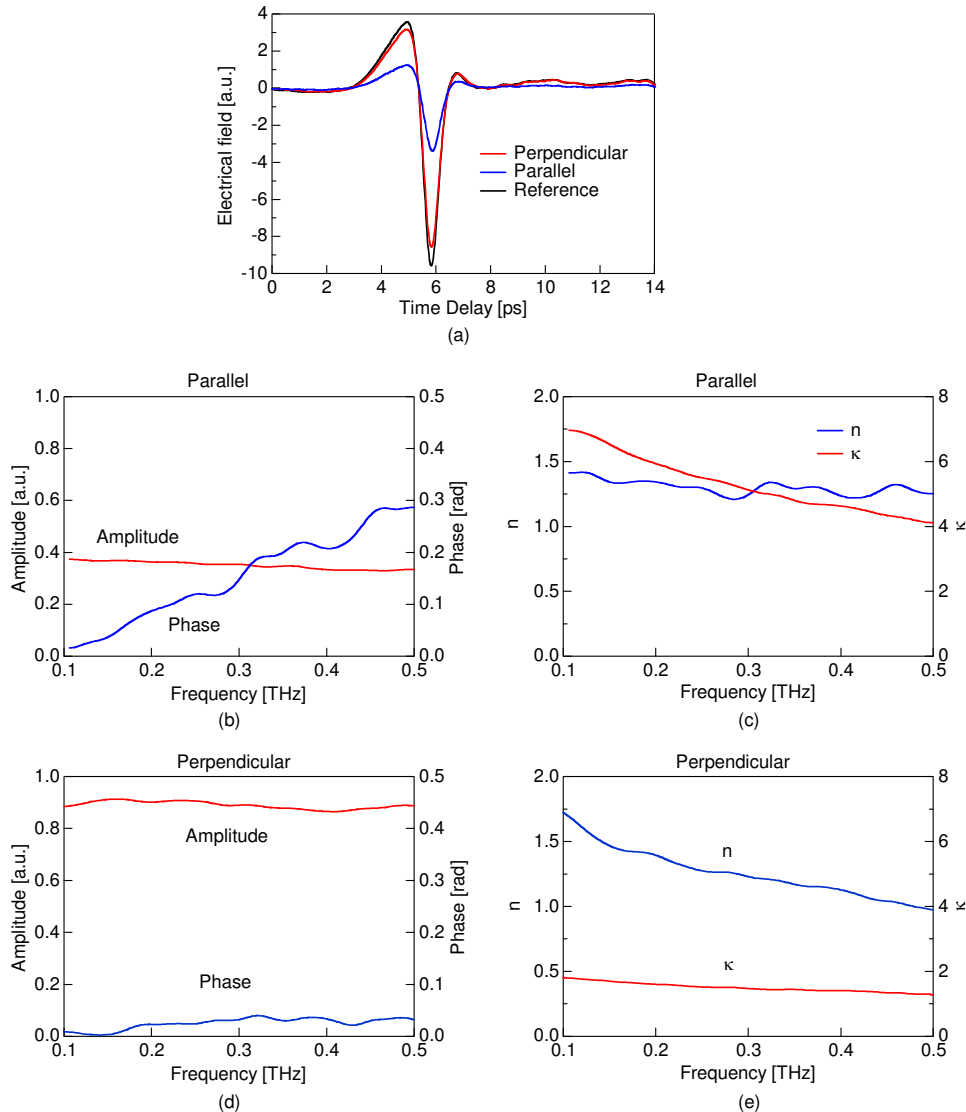 4
2
0
-2
-4
-6
-8
-10
Electrical field [a.u.]
Perpendicular
Parallel
Reference
0 2 4 6 8 10 12 14
Time Delay [ps]
(a)
Parallel
1.0
0.8
0.6
0.4
0.2
0.0
Amplitude [a.u.]
Amplitude
Phase
0.5
0.4
0.3
0.2
0.1
0.0
Phase [rad]
0.1 0.2 0.3 0.4 0.5
Frequency [THz]
(b)
Parallel
2.0
1.5
1.0
0.5
0.0
n
n
κ
8
6
4
2
0
κ
0.1 0.2 0.3 0.4 0.5
Frequency [THz]
(c)
Perpendicular
1.0
0.8
0.6
0.4
0.2
0.0
Amplitude [a.u.]
Amplitude
Phase
0.5
0.4
0.3
0.2
0.1
0.0
Phase [rad]
0.1 0.2 0.3 0.4 0.5
Frequency [THz]
(d)
Perpendicular
2.0
1.5
1.0
0.5
0.0
n
n
κ
8
6
4
2
0
κ
0.1 0.2 0.3 0.4 0.5
Frequency [THz]
(e)